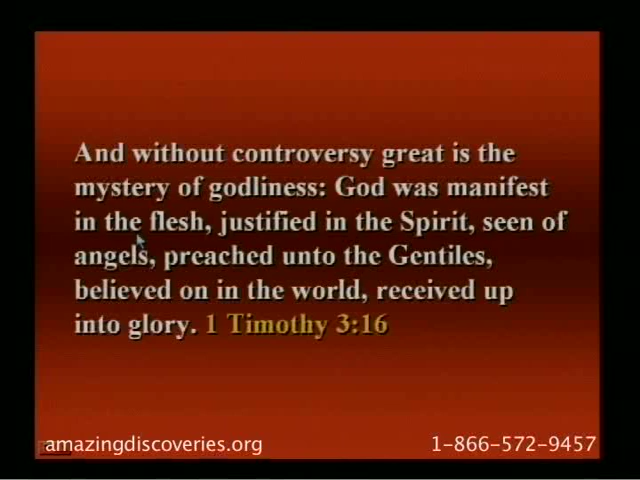 And without controversy great is the
mystery of godliness: God was manifest
in the flesh, justified in the Spirit, seen of
angels, preached unto the Gentiles,
believed on in the world, received up
into glory. 1 Timothy 3:16
amazingdiscoveries.org 1-866-572-9457